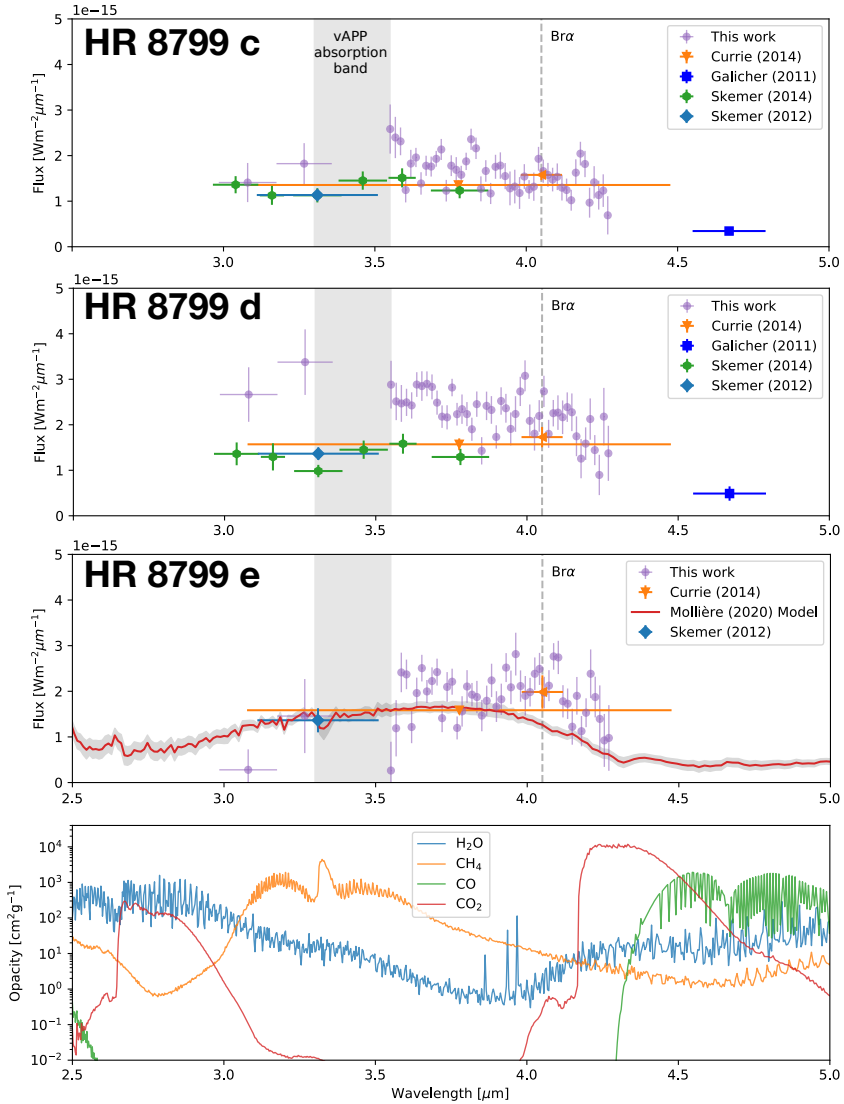 1e−15
HR 8799 c
vAPP
absorption
band
Brα
This work
Currie (2014)
Galicher (2011)
Skemer (2014)
Skemer (2012)
Flux [Wm⁻²μm⁻¹]
5
4
3
2
1
0
3.0 3.5 4.0 4.5 5.0
1e−15
HR 8799 d
Brα
This work
Currie (2014)
Galicher (2011)
Skemer (2014)
Skemer (2012)
Flux [Wm⁻²μm⁻¹]
5
4
3
2
1
0
3.0 3.5 4.0 4.5 5.0
1e−15
HR 8799 e
Brα
This work
Currie (2014)
Mollière (2020) Model
Skemer (2012)
Flux [Wm⁻²μm⁻¹]
5
4
3
2
1
0
2.5 3.0 3.5 4.0 4.5 5.0
H₂O
CH₄
CO
CO₂
Opacity [cm²g⁻¹]
10⁴
10³
10²
10¹
10⁰
10⁻¹
10⁻²
2.5 3.0 3.5 4.0 4.5 5.0
Wavelength [μm]